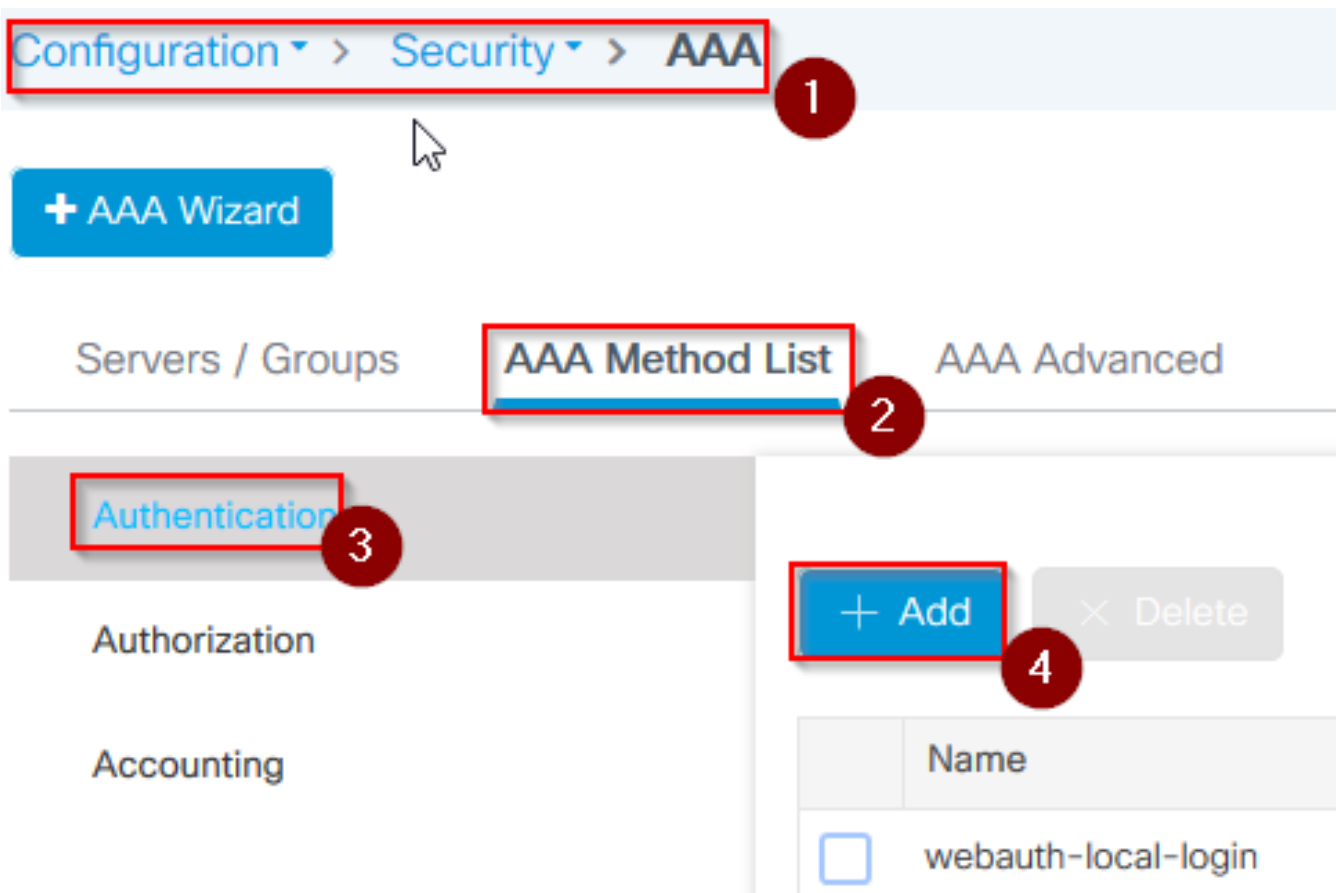 Configuration > Security > AAA
1
+ AAA Wizard
Servers / Groups AAA Method List AAA Advanced
2
Authentication
3
+ Add × Delete
4
Authorization
Accounting
Name
webauth-local-login